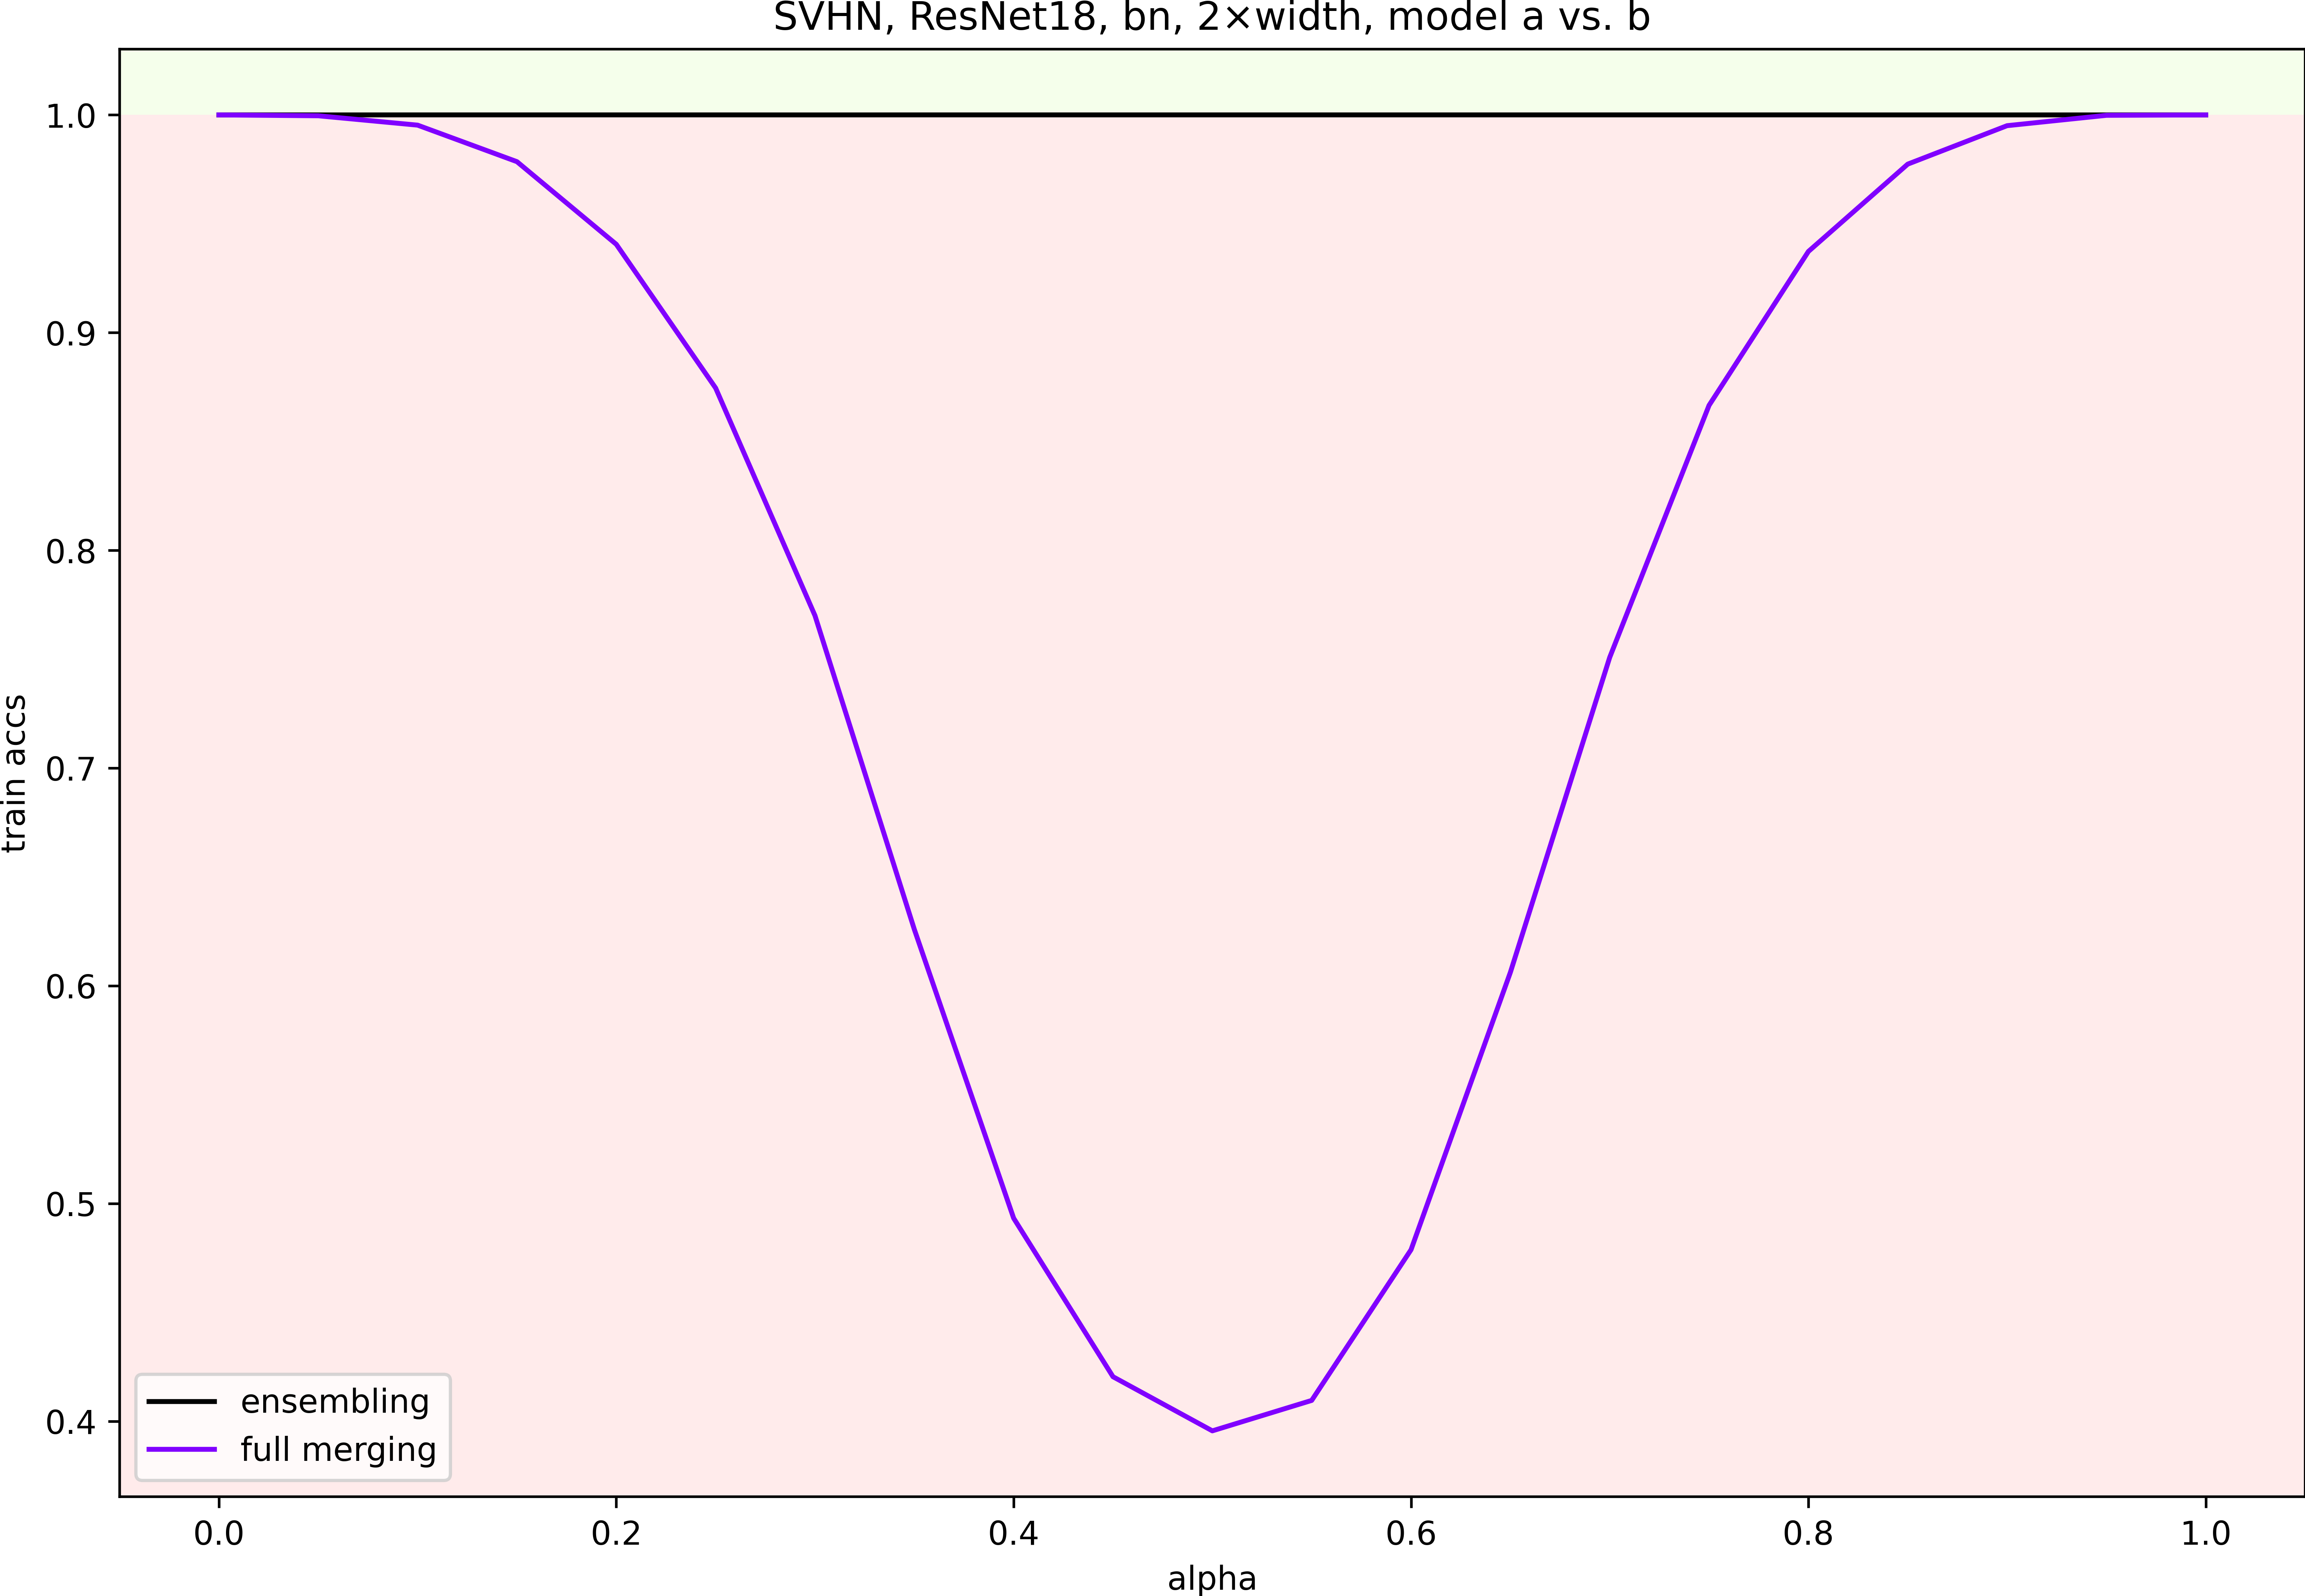 SVHN, ResNet18, bn, 2×width, model a vs. b
train accs
1.0
0.9
0.8
0.7
0.6
0.5
0.4
ensembling
full merging
0.0 0.2 0.4 0.6 0.8 1.0
alpha